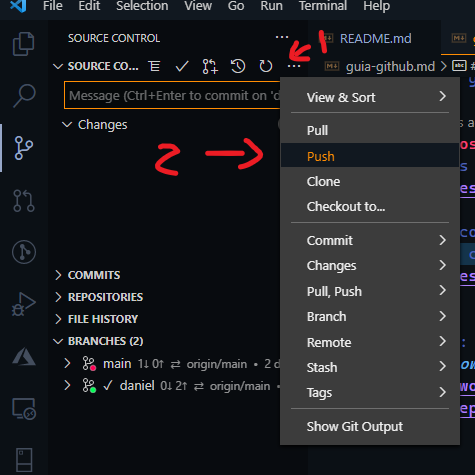 File Edit Selection View Go Run Terminal Help
SOURCE CONTROL
README.md
1
SOURCE CO...
guia-github.md
Message (Ctrl+Enter to commit on 'd
Changes
2
View & Sort
Pull
Push
Clone
Checkout to...
Commit
Changes
Pull, Push
Branch
Remote
Stash
Tags
Show Git Output
COMMITS
REPOSITORIES
FILE HISTORY
BRANCHES (2)
main 1↓ 0↑ ⇄ origin/main • 2 d
✓ daniel 0↓ 2↑ ⇄ origin/main •